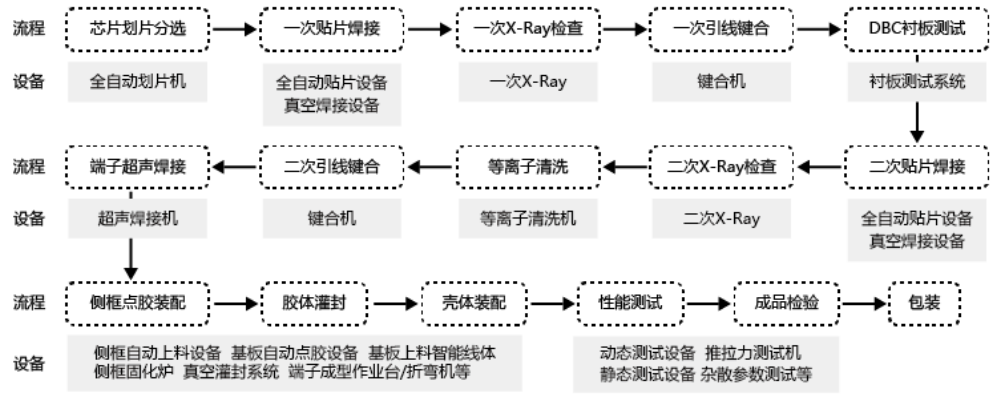 流程 芯片划片分选 一次贴片焊接 一次X-Ray检查 一次引线键合 DBC衬板测试
设备 全自动划片机 全自动贴片设备 一次X-Ray 键合机 衬板测试系统
真空焊接设备
流程 端子超声焊接 二次引线键合 等离子清洗 二次X-Ray检查 二次贴片焊接
设备 超声焊接机 键合机 等离子清洗机 二次X-Ray 全自动贴片设备
真空焊接设备
流程 侧框点胶装配 胶体灌封 壳体装配 性能测试 成品检验 包装
设备 侧框自动上料设备 基板自动点胶设备 基板上料智能线体 动态测试设备 推拉力测试机
侧框固化炉 真空灌封系统 端子成型作业台/折弯机等 静态测试设备 杂散参数测试等